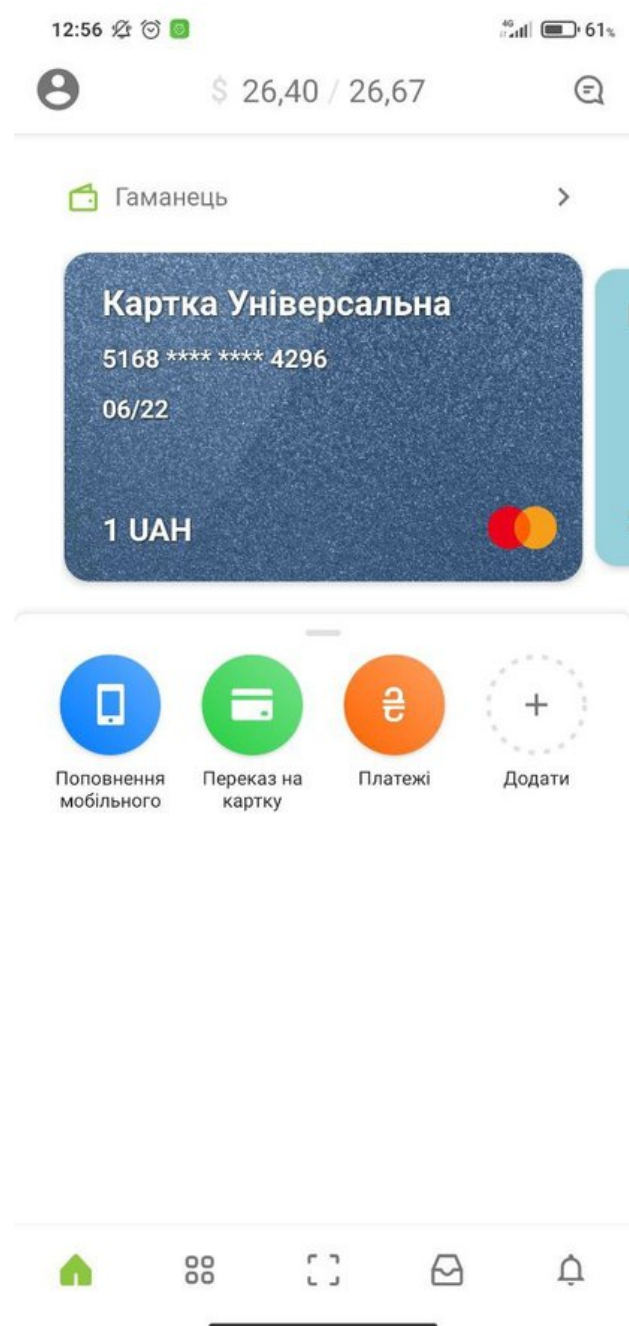 12:56 4G 61%
$ 26,40 / 26,67
Гаманець
Картка Універсальна
5168 **** **** 4296
06/22
1 UAH
Поповнення мобільного
Переказ на картку
Платежі
Додати